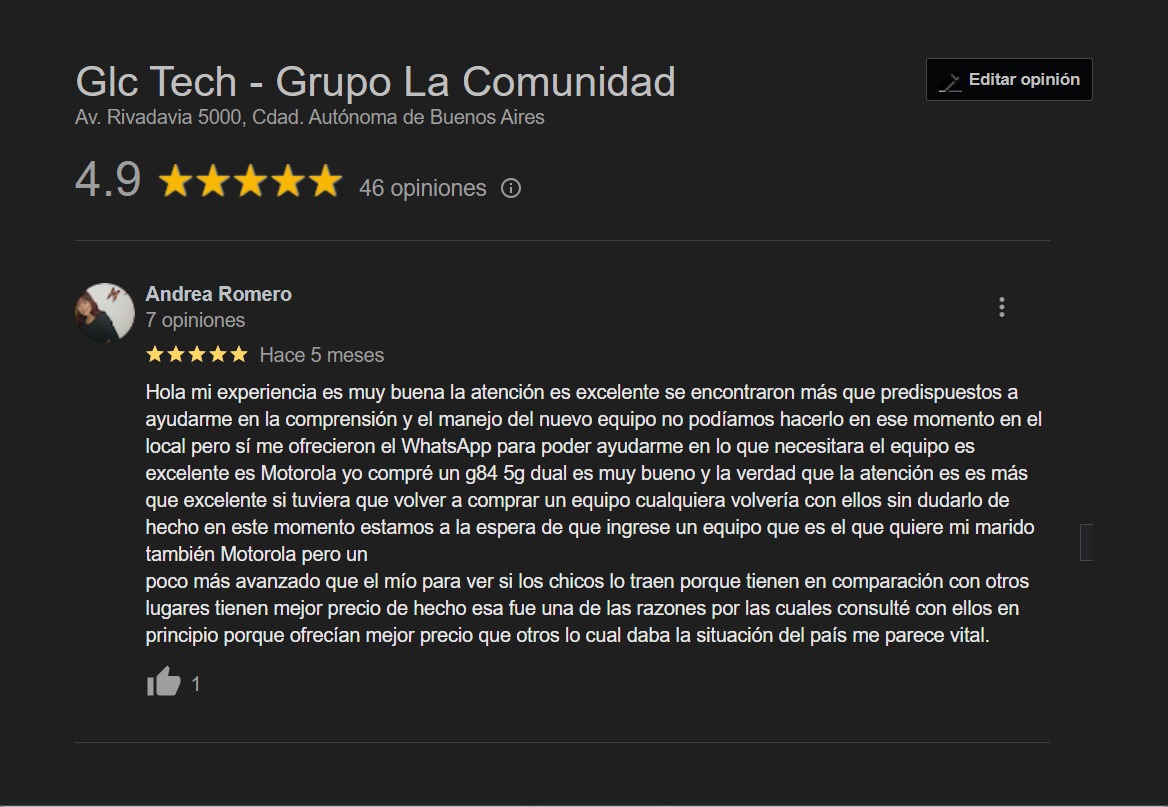 Glc Tech - Grupo La Comunidad
Editar opinión
Av. Rivadavia 5000, Cdad. Autónoma de Buenos Aires
4.9
46 opiniones
Andrea Romero
7 opiniones
Hace 5 meses
Hola mi experiencia es muy buena la atención es excelente se encontraron más que predispuestos a
ayudarme en la comprensión y el manejo del nuevo equipo no podíamos hacerlo en ese momento en el
local pero sí me ofrecieron el WhatsApp para poder ayudarme en lo que necesitara el equipo es
excelente es Motorola yo compré un g84 5g dual es muy bueno y la verdad que la atención es es más
que excelente si tuviera que volver a comprar un equipo cualquiera volvería con ellos sin dudarlo de
hecho en este momento estamos a la espera de que ingrese un equipo que es el que quiere mi marido
también Motorola pero un
poco más avanzado que el mío para ver si los chicos lo traen porque tienen en comparación con otros
lugares tienen mejor precio de hecho esa fue una de las razones por las cuales consulté con ellos en
principio porque ofrecían mejor precio que otros lo cual daba la situación del país me parece vital.
1